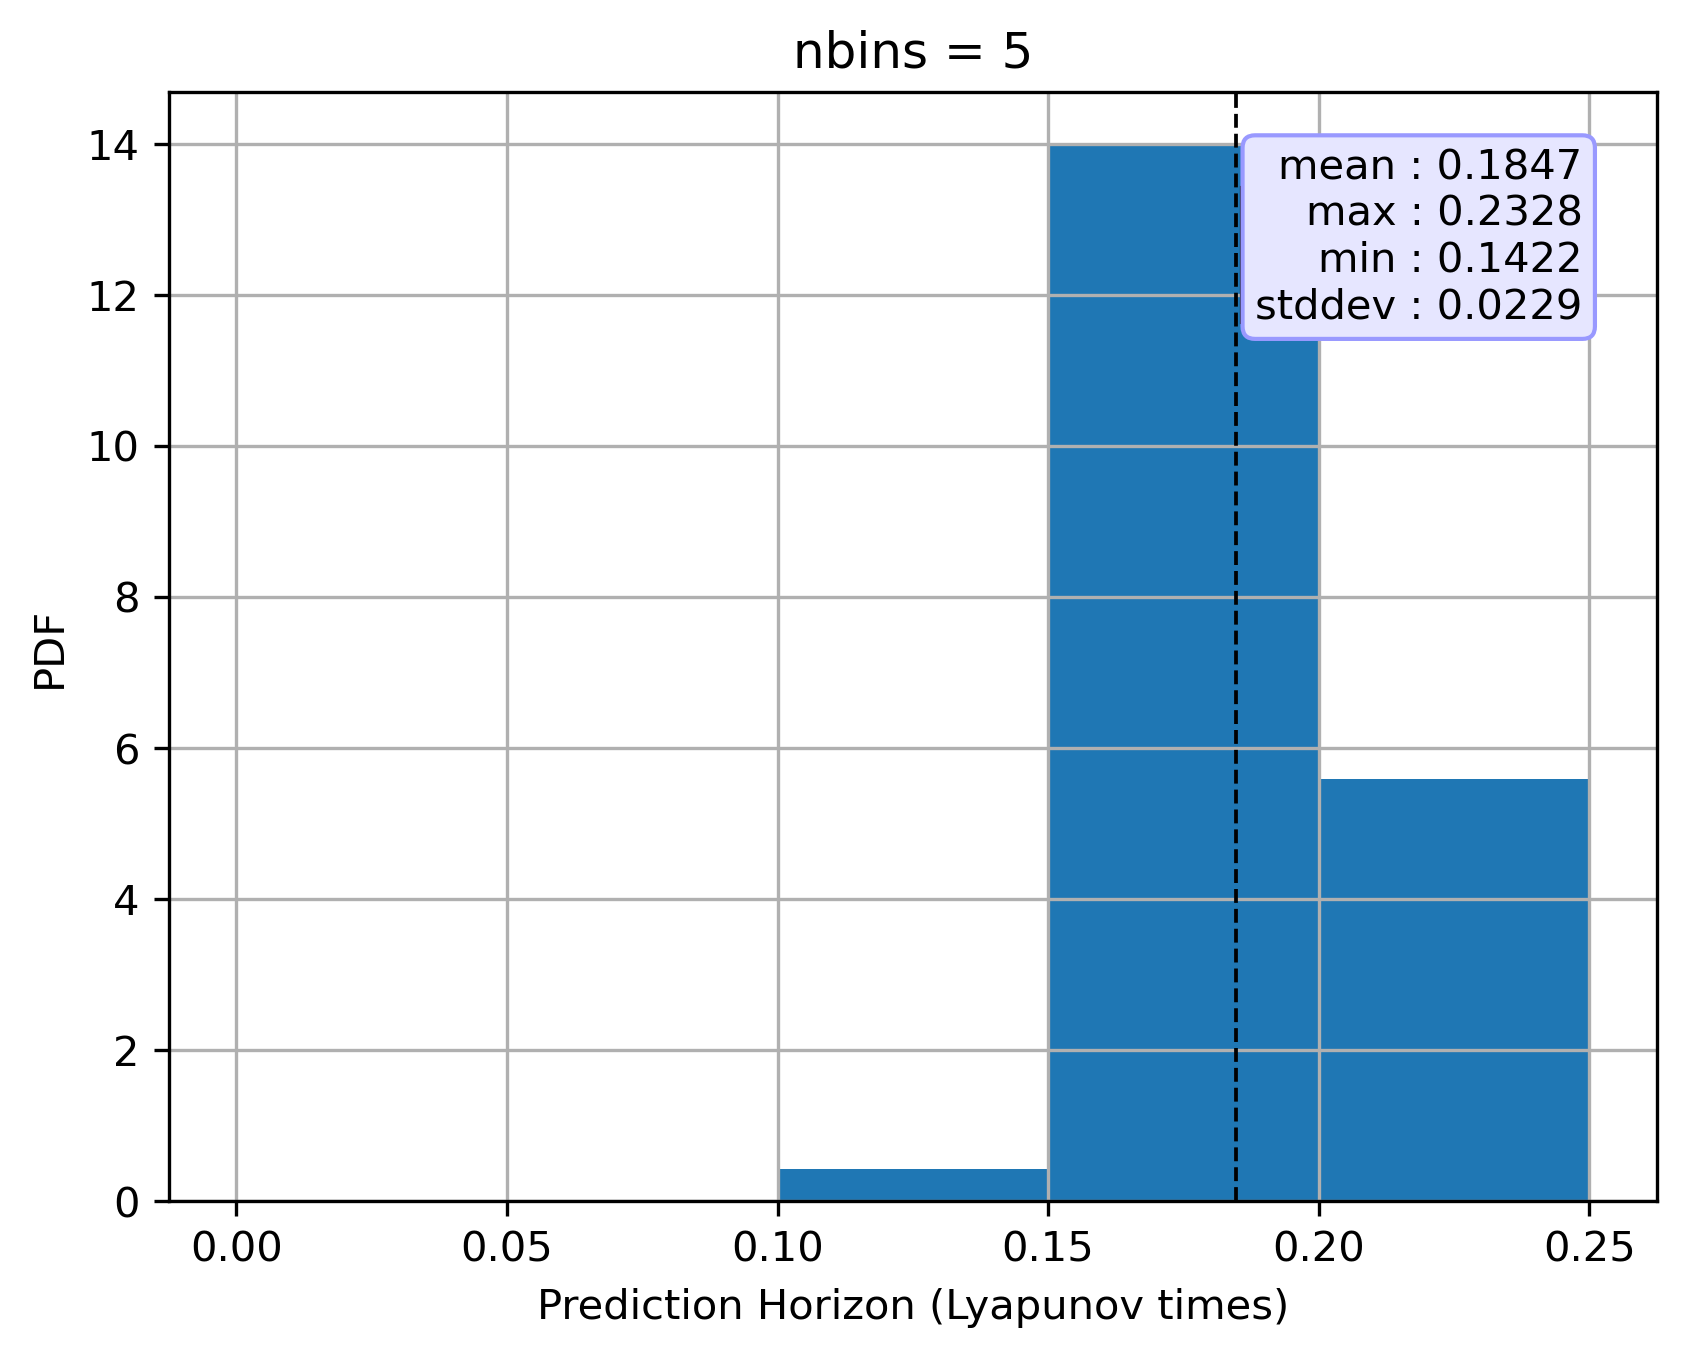 nbins = 5
14
12
10
8
6
4
2
0
PDF
mean : 0.1847
max : 0.2328
min : 0.1422
stddev : 0.0229
0.00 0.05 0.10 0.15 0.20 0.25
Prediction Horizon (Lyapunov times)